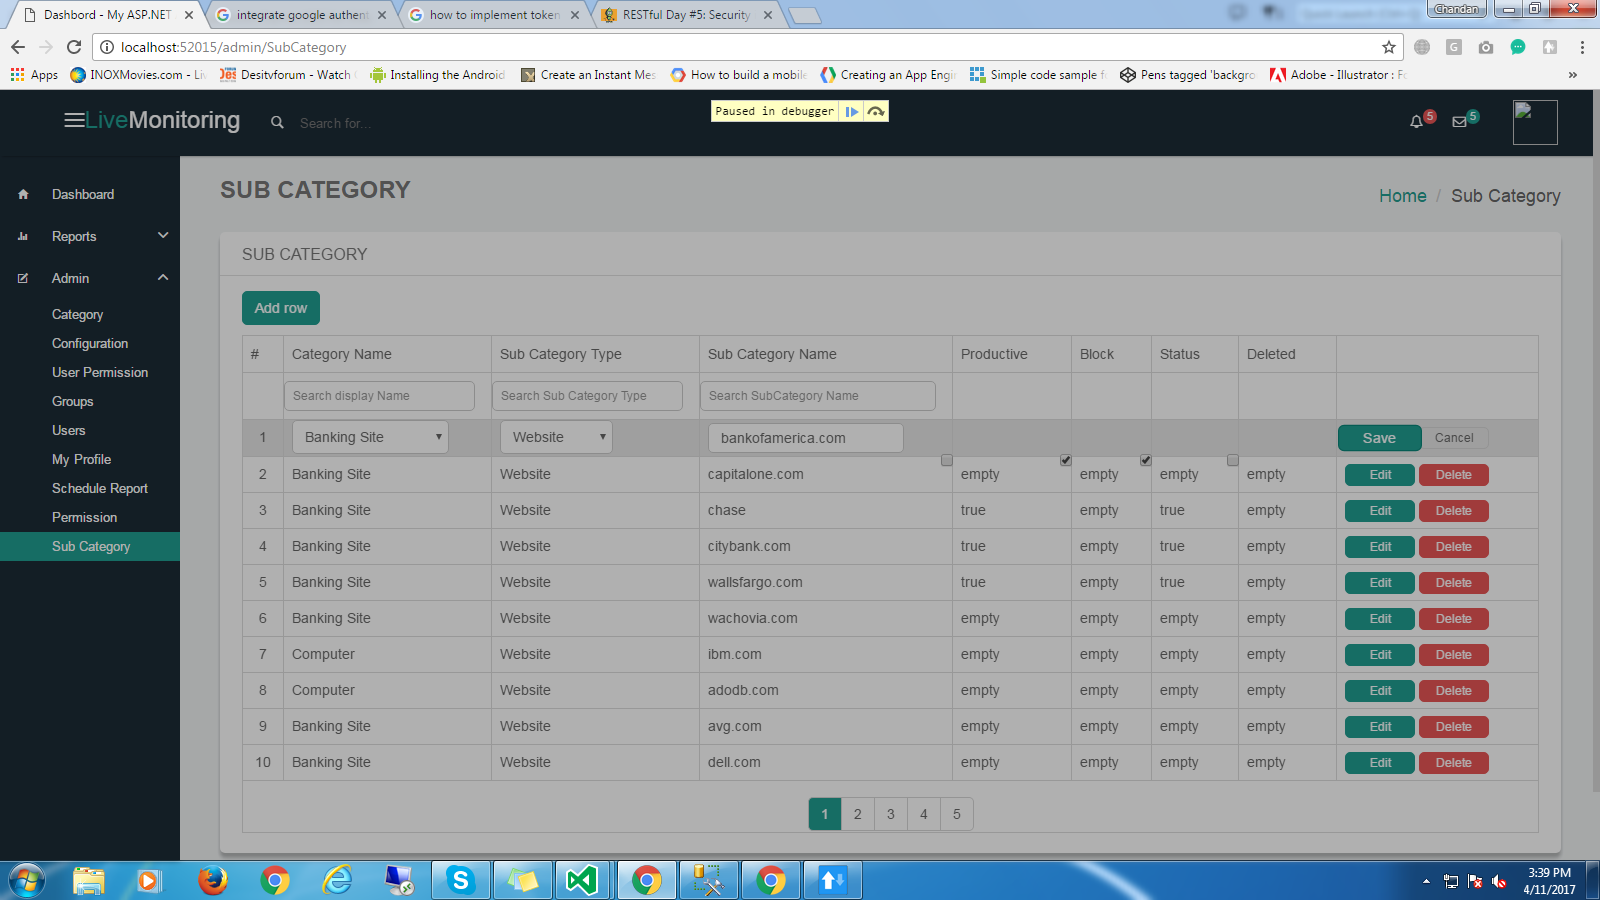 Dashbord - My ASP.NET
integrate google authen
how to implement token
RESTful Day #5: Security
Chandan
localhost:52015/admin/SubCategory
Apps
INOXMovies.com - Li
Desitvforum - Watch
Installing the Android
Create an Instant Mes
How to build a mobile
Creating an App Engi
Simple code sample f
Pens tagged 'backgro
Adobe - Illustrator : Fo
»
LiveMonitoring
Search for...
Paused in debugger
5
5
Dashboard
Reports
Admin
Category
Configuration
User Permission
Groups
Users
My Profile
Schedule Report
Permission
Sub Category
SUB CATEGORY
Home / Sub Category
SUB CATEGORY
Add row
# Category Name Sub Category Type Sub Category Name Productive Block Status Deleted
Search display Name Search Sub Category Type Search SubCategory Name
1 Banking Site Website bankofamerica.com Save Cancel
2 Banking Site Website capitalone.com empty empty empty empty Edit Delete
3 Banking Site Website chase true empty true empty Edit Delete
4 Banking Site Website citybank.com true empty true empty Edit Delete
5 Banking Site Website wallsfargo.com true empty true empty Edit Delete
6 Banking Site Website wachovia.com empty empty empty empty Edit Delete
7 Computer Website ibm.com empty empty empty empty Edit Delete
8 Computer Website adodb.com empty empty empty empty Edit Delete
9 Banking Site Website avg.com empty empty empty empty Edit Delete
10 Banking Site Website dell.com empty empty empty empty Edit Delete
1 2 3 4 5
3:39 PM
4/11/2017